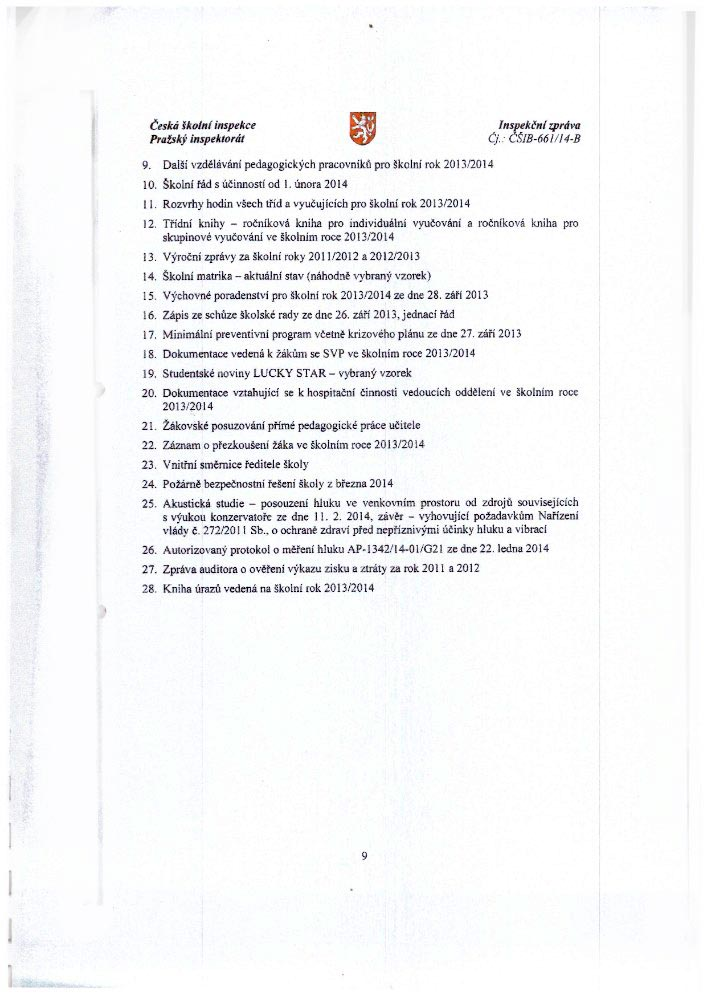 Česká školní inspekce
Pražský inspektorát
Inspekční zpráva
Čj.: ČŠIB-661/14-B
9. Další vzdělávání pedagogických pracovníků pro školní rok 2013/2014
10. Školní řád s účinností od 1. února 2014
11. Rozvrhy hodin všech tříd a vyučujících pro školní rok 2013/2014
12. Třídní knihy – ročníková kniha pro individuální vyučování a ročníková kniha pro
skupinové vyučování ve školním roce 2013/2014
13. Výroční zprávy za školní roky 2011/2012 a 2012/2013
14. Školní matrika – aktuální stav (náhodně vybraný vzorek)
15. Výchovné poradenství pro školní rok 2013/2014 ze dne 28. září 2013
16. Zápis ze schůze školské rady ze dne 26. září 2013, jednací řád
17. Minimální preventivní program včetně krizového plánu ze dne 27. září 2013
18. Dokumentace vedená k žákům se SVP ve školním roce 2013/2014
19. Studentské noviny LUCKY STAR – vybraný vzorek
20. Dokumentace vztahující se k hospitační činnosti vedoucích oddělení ve školním roce
2013/2014
21. Žákovské posuzování přímé pedagogické práce učitele
22. Záznam o přezkoušení žáka ve školním roce 2013/2014
23. Vnitřní směrnice ředitele školy
24. Požárně bezpečnostní řešení školy z března 2014
25. Akustická studie – posouzení hluku ve venkovním prostoru od zdrojů souvisejících
s výukou konzervatoře ze dne 11. 2. 2014, závěr – vyhovující požadavkům Nařízení
vlády č. 272/2011 Sb., o ochraně zdraví před nepříznivými účinky hluku a vibrací
26. Autorizovaný protokol o měření hluku AP-1342/14-01/G21 ze dne 22. ledna 2014
27. Zpráva auditora o ověření výkazu zisku a ztráty za rok 2011 a 2012
28. Kniha úrazů vedená na školní rok 2013/2014
9